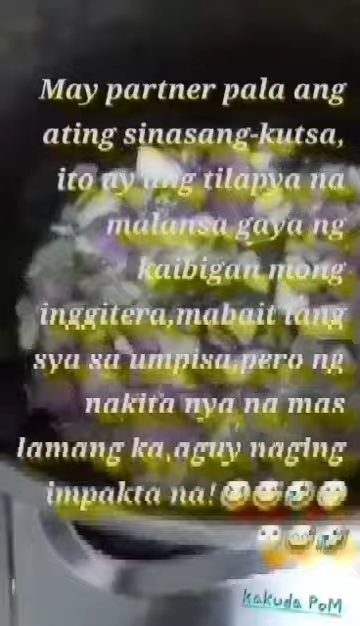 May partner pala ang
ating sinasang-kutsa,
ito ay ang tilapya na
malansa gaya ng
kaibigan mong
inggitera,mabait lang
sya sa umpisa,pero ng
nakita nya na mas
lamang ka,aguy naging
impakta na!
kakuda PoM